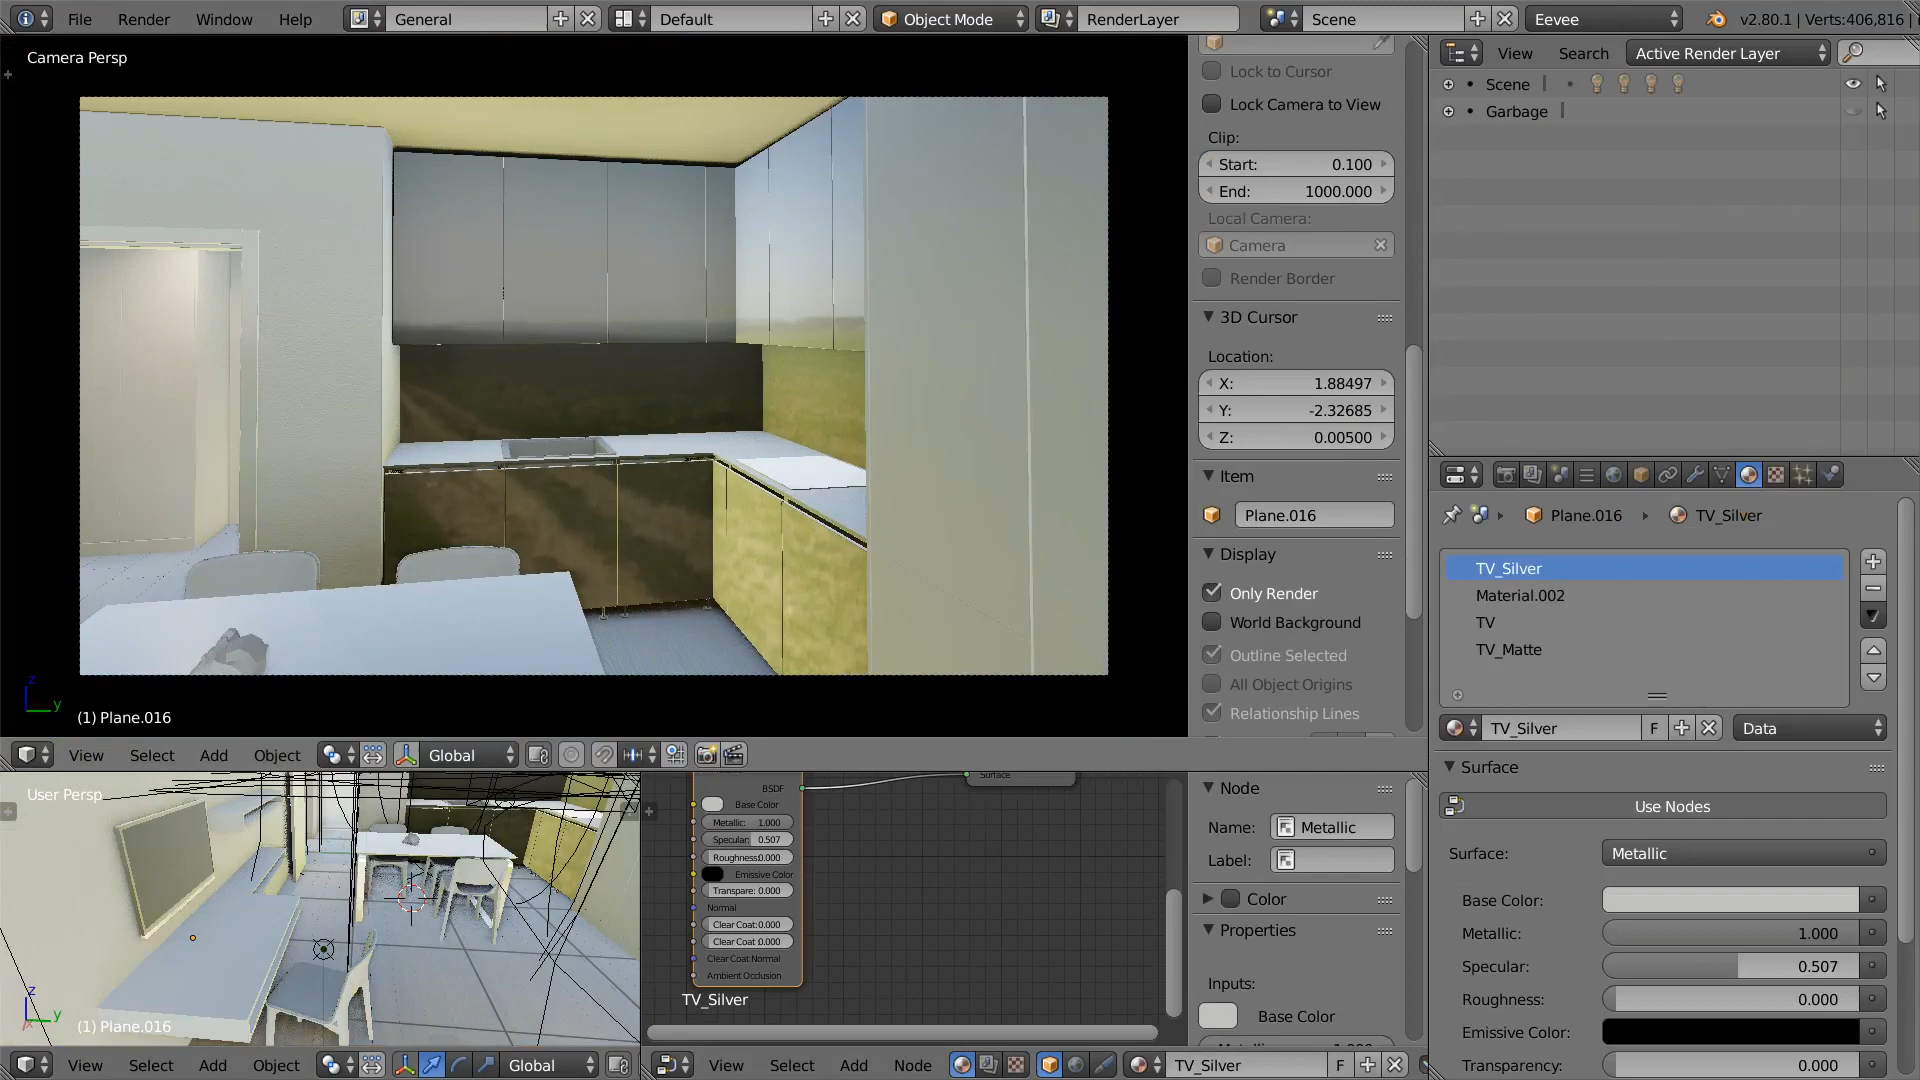 File Render Window Help General Default Object Mode RenderLayer Scene Eevee v2.80.1 | Verts:406,816 |
Camera Persp
(1) Plane.016
View Select Add Object Global
Lock to Cursor
Lock Camera to View
Clip:
Start: 0.100
End: 1000.000
Local Camera:
Camera
Render Border
3D Cursor
Location:
X: 1.88497
Y: -2.32685
Z: 0.00500
Item
Plane.016
Display
Only Render
World Background
Outline Selected
All Object Origins
Relationship Lines
View Search Active Render Layer
Scene
Garbage
Plane.016 TV_Silver
TV_Silver
Material.002
TV
TV_Matte
TV_Silver F Data
Surface
Use Nodes
Surface: Metallic
Base Color:
Metallic: 1.000
Specular: 0.507
Roughness: 0.000
Emissive Color:
Transparency: 0.000
User Persp
(1) Plane.016
View Select Add Object Global
Surface
BSDF
Base Color
Metallic: 1.000
Specular: 0.507
Roughness:0.000
Emissive Color
Transpare: 0.000
Normal
Clear Coat:0.000
Clear Coat 0.000
Clear Coat.Normal
Ambient Occlusion
TV_Silver
Node
Name: Metallic
Label:
Color
Properties
Inputs:
Base Color
View Select Add Node TV_Silver F